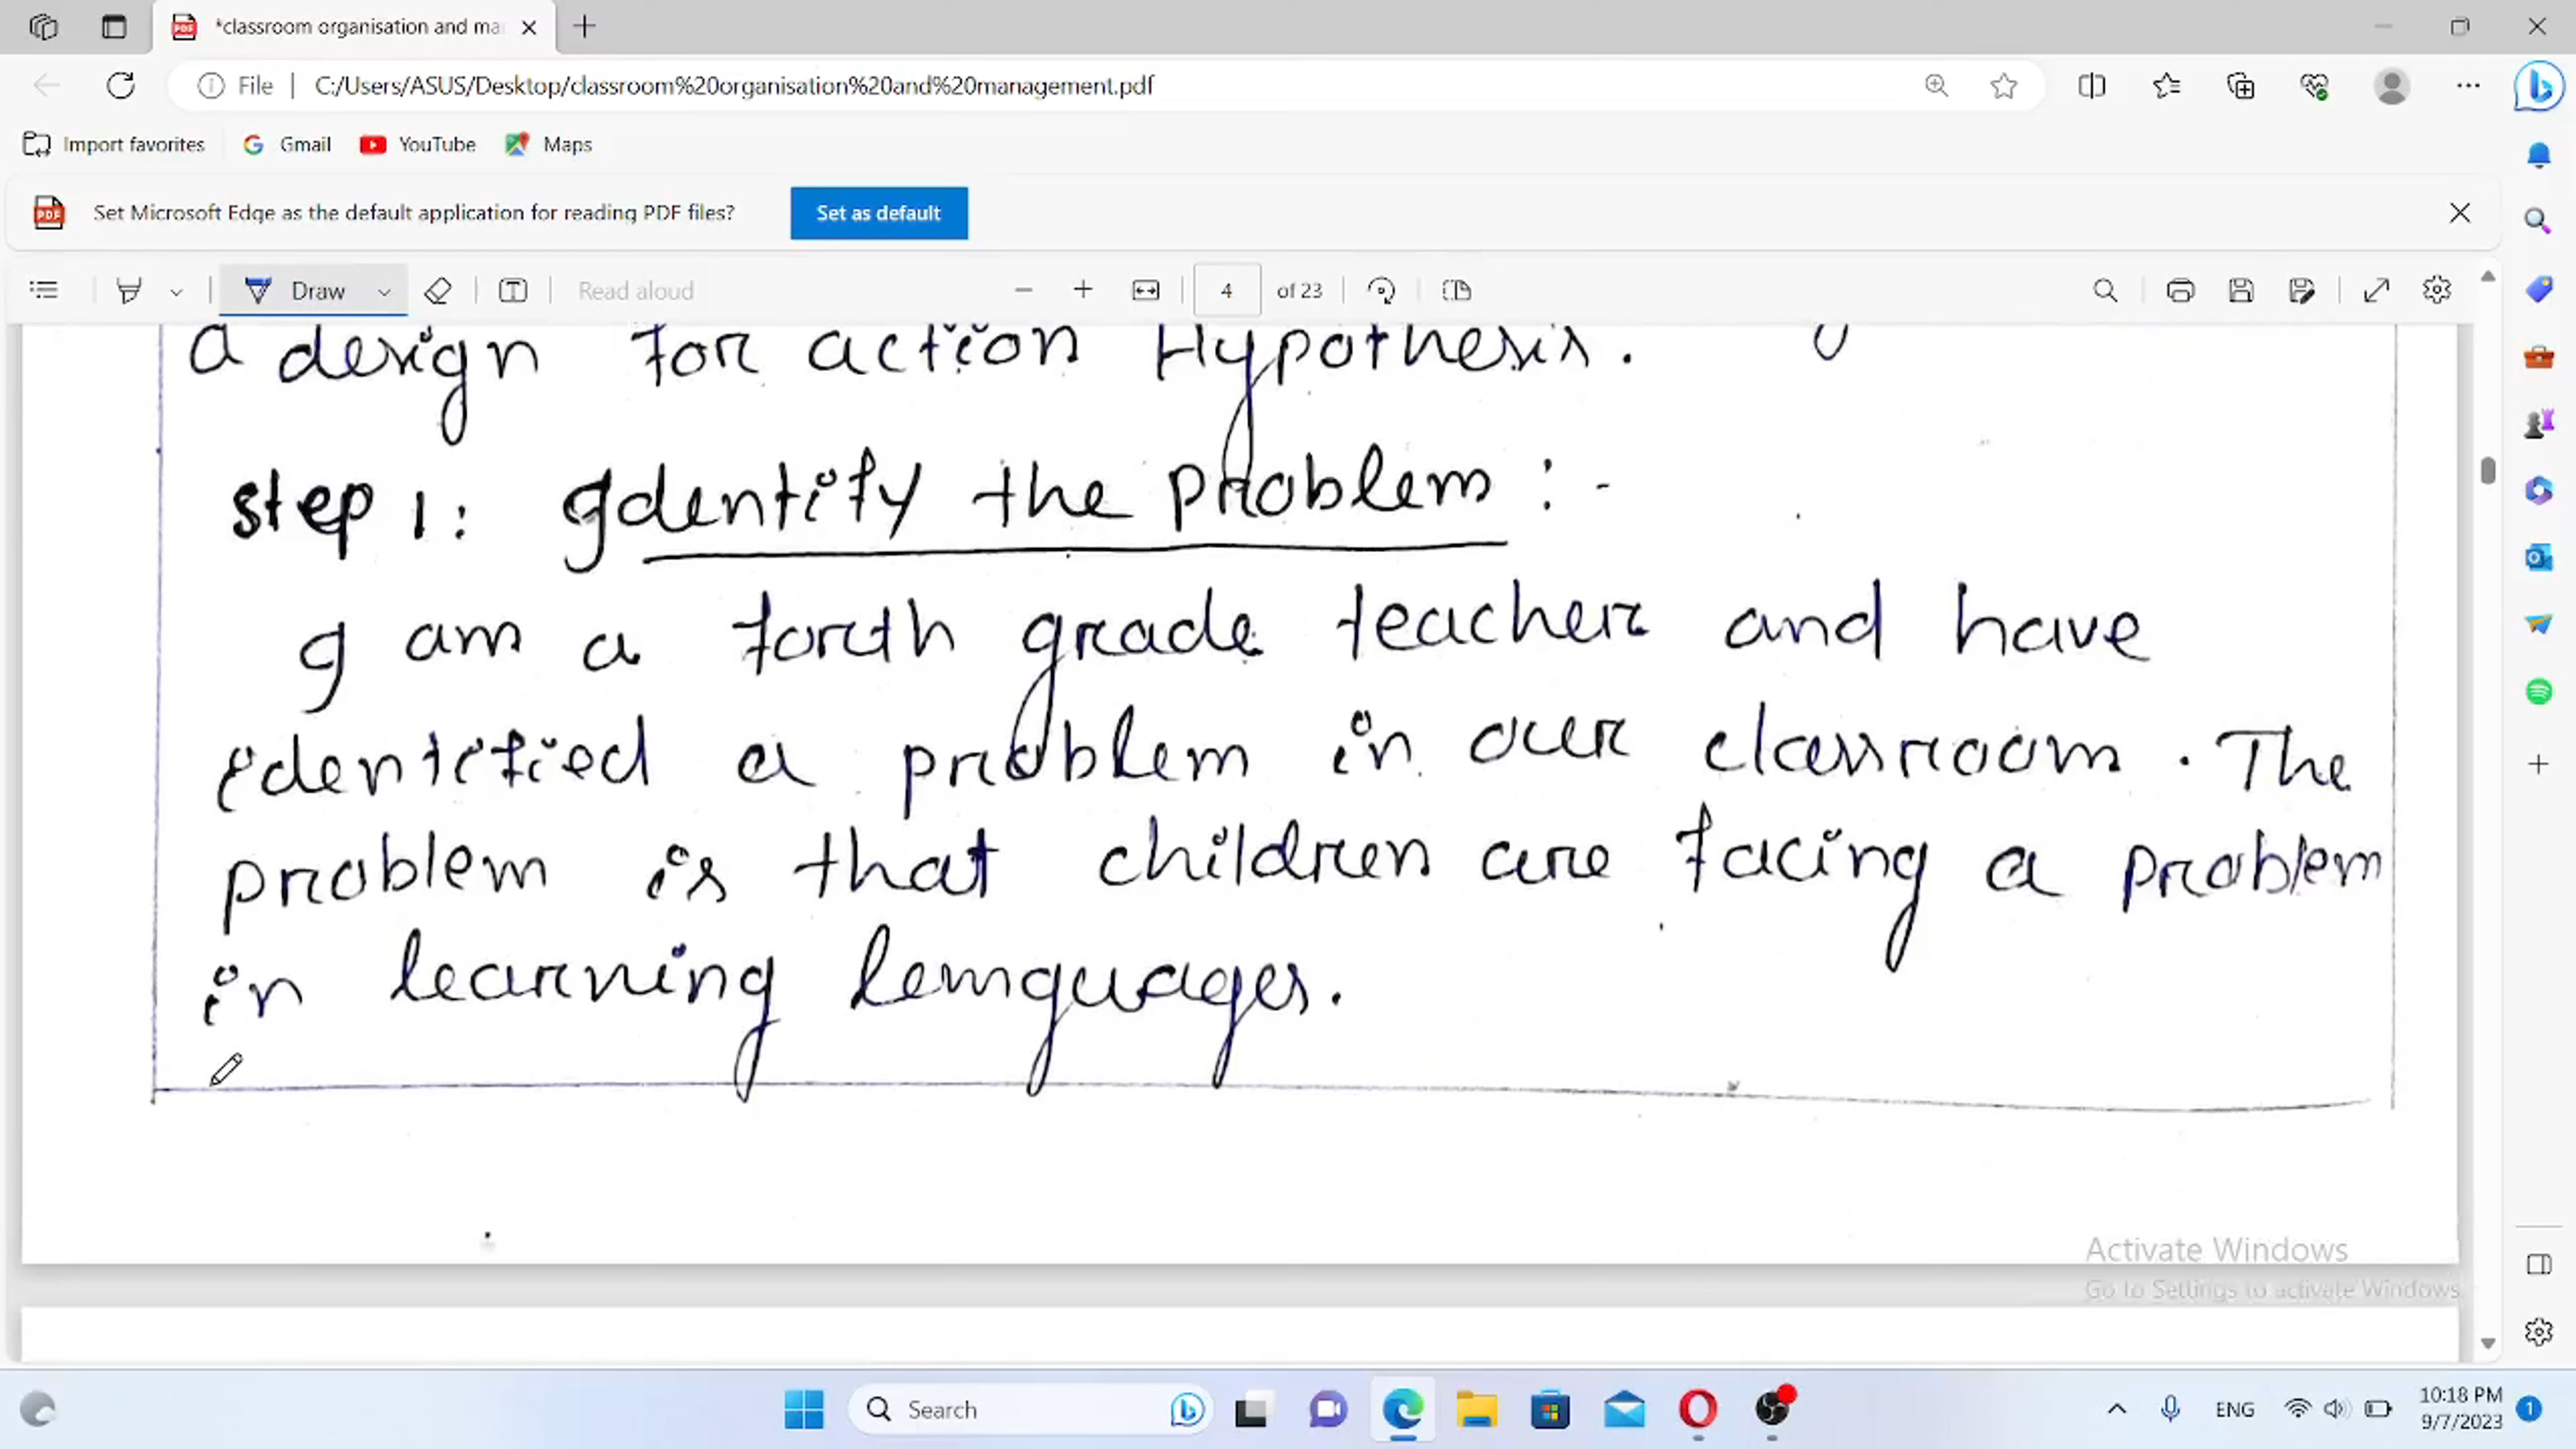 *classroom organisation and ma
File | C:/Users/ASUS/Desktop/classroom%20organisation%20and%20management.pdf
Import favorites Gmail YouTube Maps
Set Microsoft Edge as the default application for reading PDF files? Set as default
Draw Read aloud 4 of 23
a design for action Hypothesis.
step 1: Identify the problem :-
I am a forth grade teacher and have
identified a problem in our classroom. The
problem is that children are facing a problem
in learning lemguages.
Activate Windows
Go to Settings to activate Windows.
Search ENG 10:18 PM
9/7/2023 1